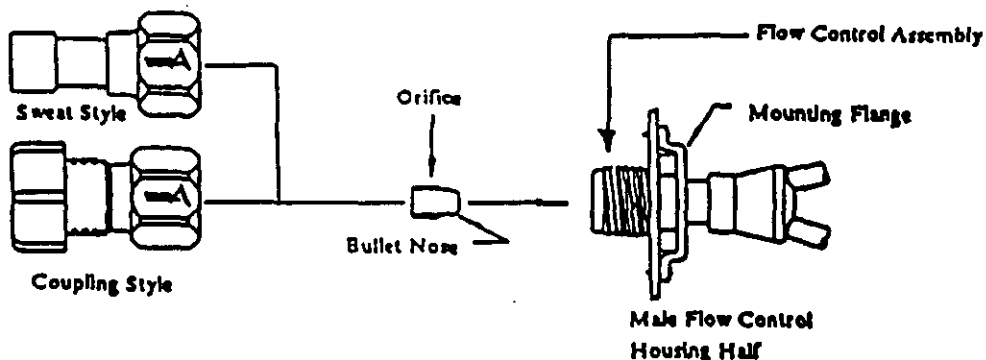 Flow Control Assembly
Sweat Style
Orifice
Mounting Flange
Bullet Nose
Coupling Style
Male Flow Control
Housing Half